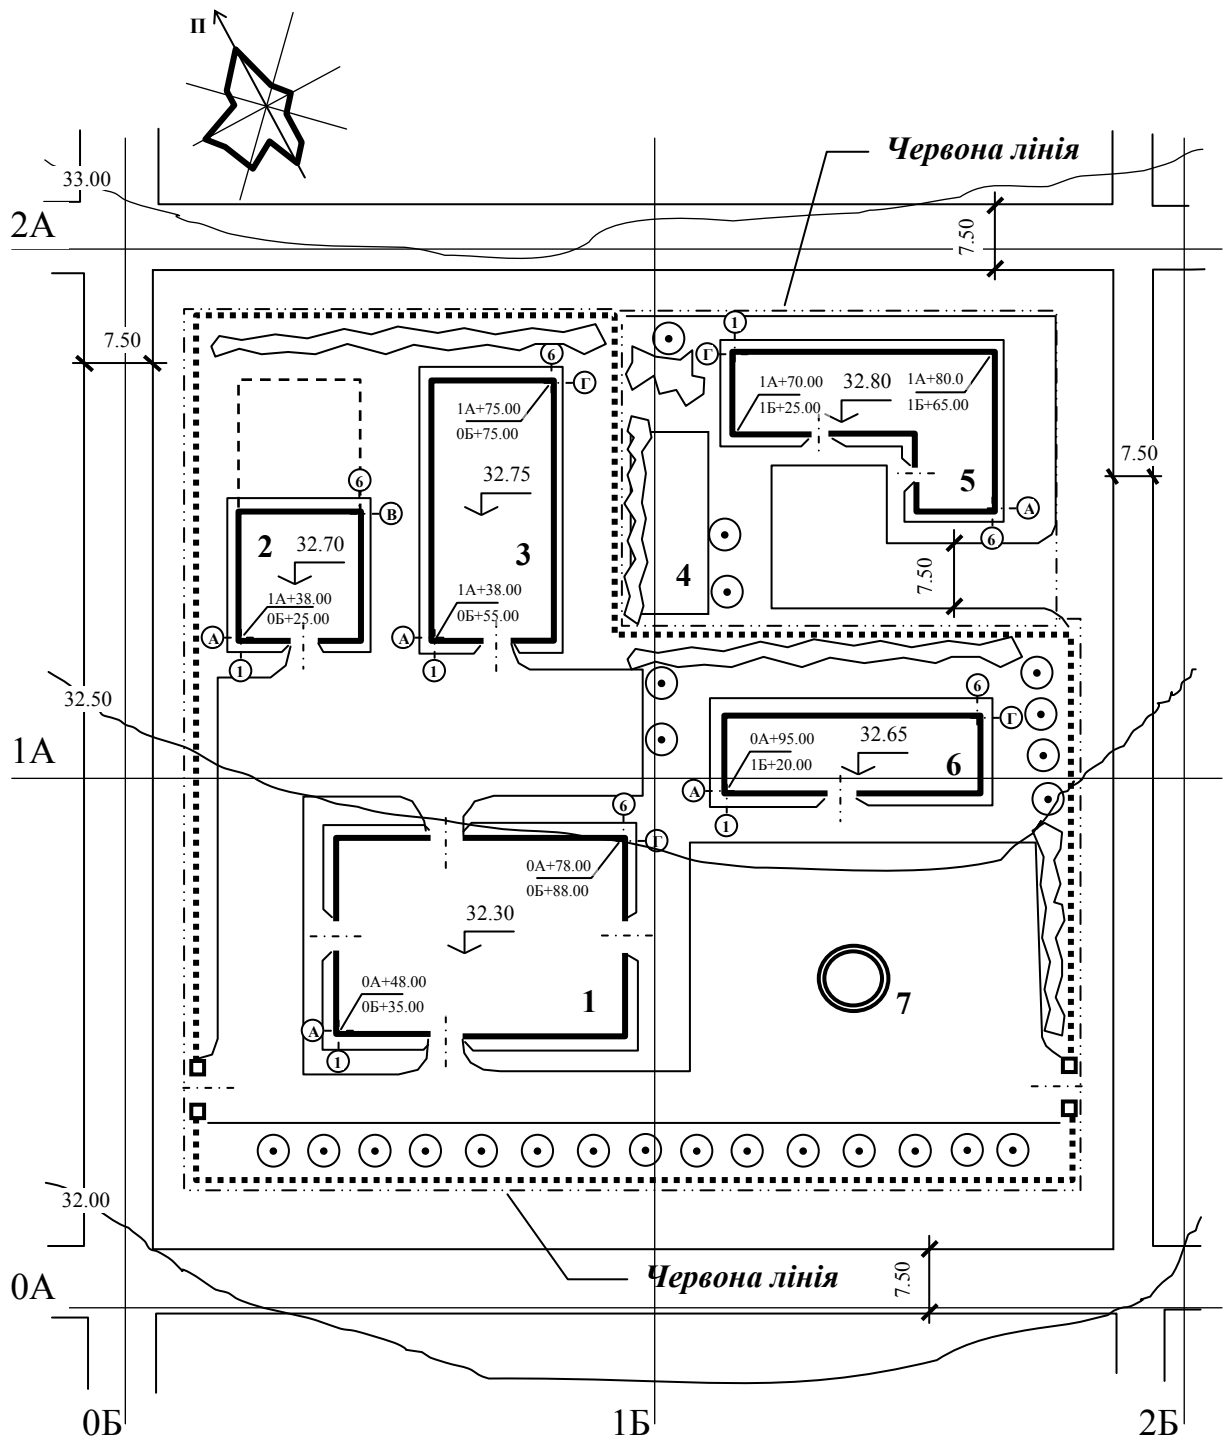 П
Червона лінія
33.00
2А
7.50
7.50
1
Г
6
Г
1А+70.00
1Б+25.00
32.80
1А+80.0
1Б+65.00
1А+75.00
0Б+75.00
7.50
32.75
5
6
В
А
6
2
32.70
3
4
7.50
1А+38.00
0Б+25.00
1А+38.00
0Б+55.00
А
1
А
1
32.50
6
Г
1А
0А+95.00
1Б+20.00
32.65
6
А
1
6
Г
0А+78.00
0Б+88.00
32.30
0А+48.00
0Б+35.00
1
7
А
1
32.00
0А
Червона лінія
7.50
0Б
1Б
2Б